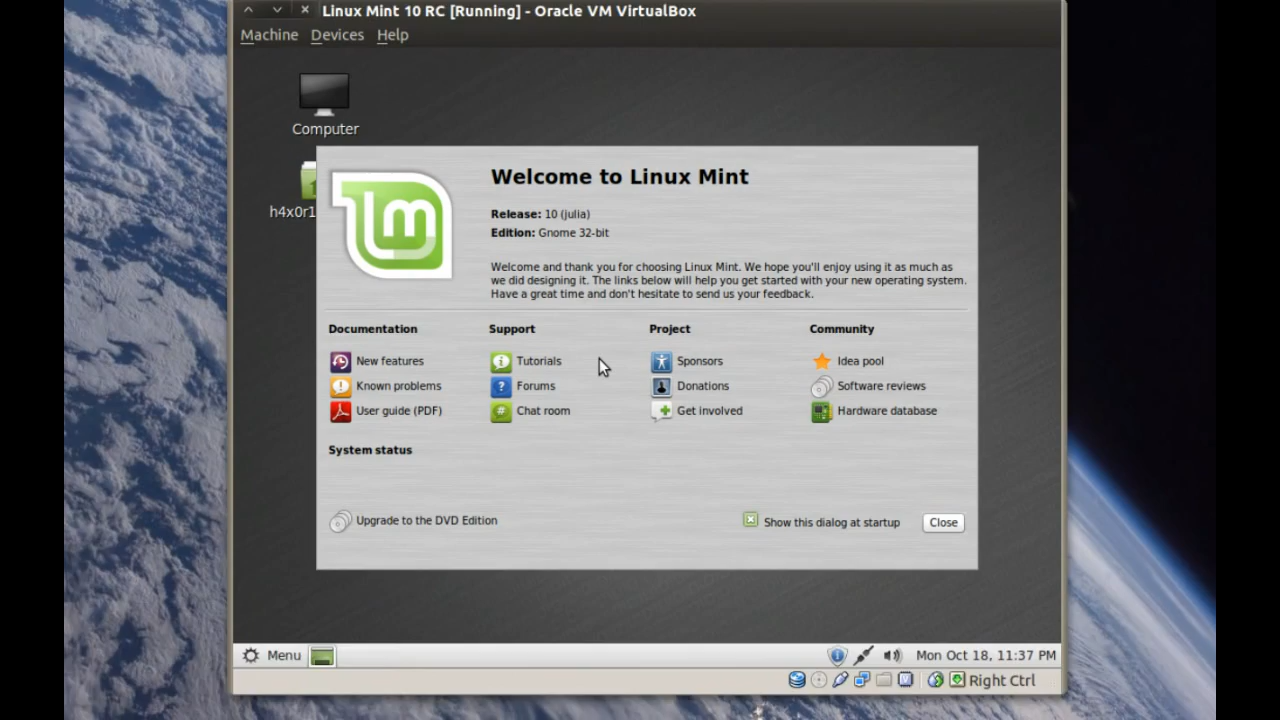 Linux Mint 10 RC [Running] - Oracle VM VirtualBox
Machine Devices Help
Computer
h4x0r1
Welcome to Linux Mint
Release: 10 (julia)
Edition: Gnome 32-bit
Welcome and thank you for choosing Linux Mint. We hope you'll enjoy using it as much as
we did designing it. The links below will help you get started with your new operating system.
Have a great time and don't hesitate to send us your feedback.
Documentation Support Project Community
New features Tutorials Sponsors Idea pool
Known problems Forums Donations Software reviews
User guide (PDF) Chat room Get involved Hardware database
System status
Upgrade to the DVD Edition Show this dialog at startup Close
Menu Mon Oct 18, 11:37 PM
Right Ctrl